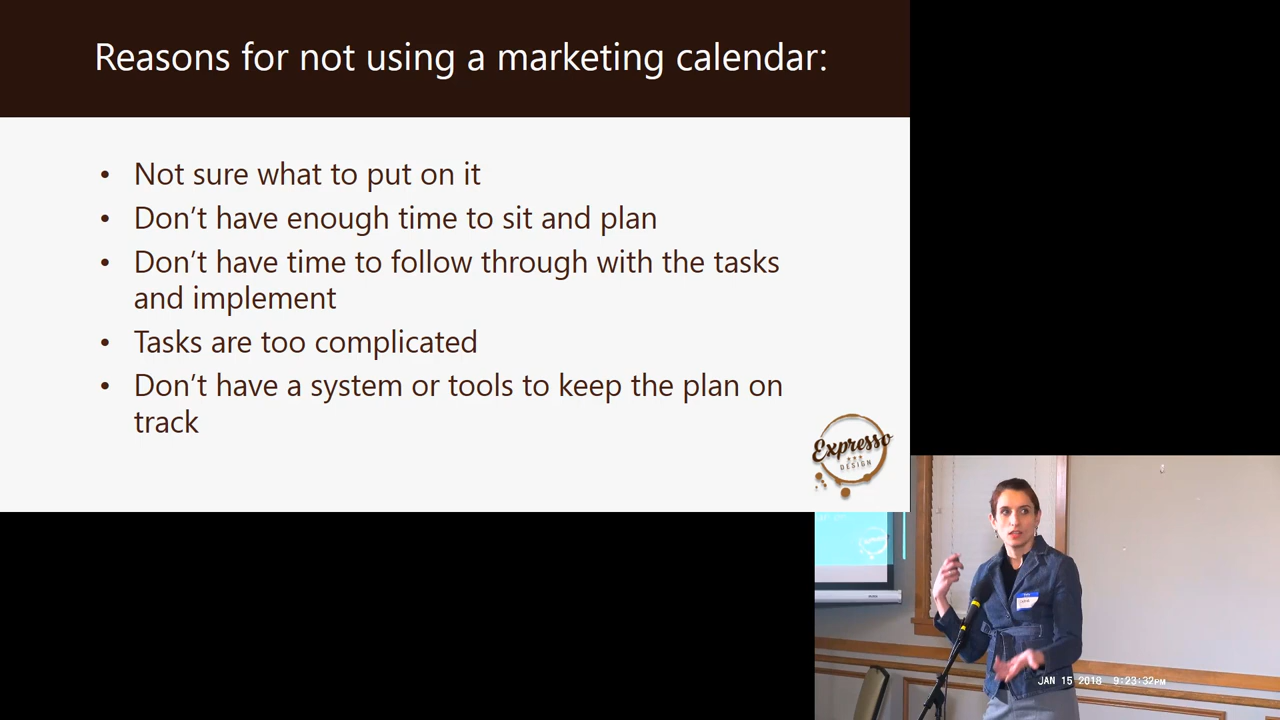 Reasons for not using a marketing calendar:
• Not sure what to put on it
• Don’t have enough time to sit and plan
• Don’t have time to follow through with the tasks
and implement
• Tasks are too complicated
• Don’t have a system or tools to keep the plan on
track
Expresso
DESIGN
JAN 15 2018 9:23:32PM